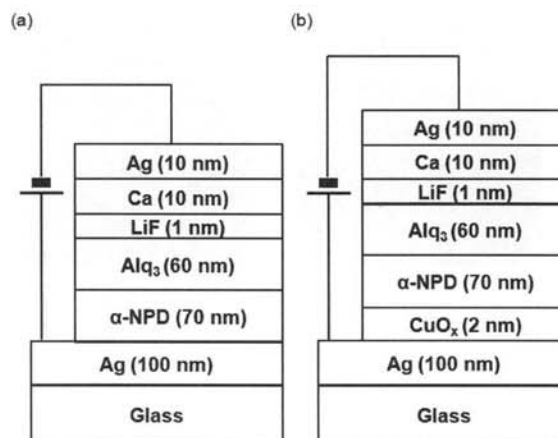 (a)
Ag (10 nm)
Ca (10 nm)
LiF (1 nm)
Alq₃ (60 nm)
α-NPD (70 nm)
Ag (100 nm)
Glass
(b)
Ag (10 nm)
Ca (10 nm)
LiF (1 nm)
Alq₃ (60 nm)
α-NPD (70 nm)
CuOₓ (2 nm)
Ag (100 nm)
Glass